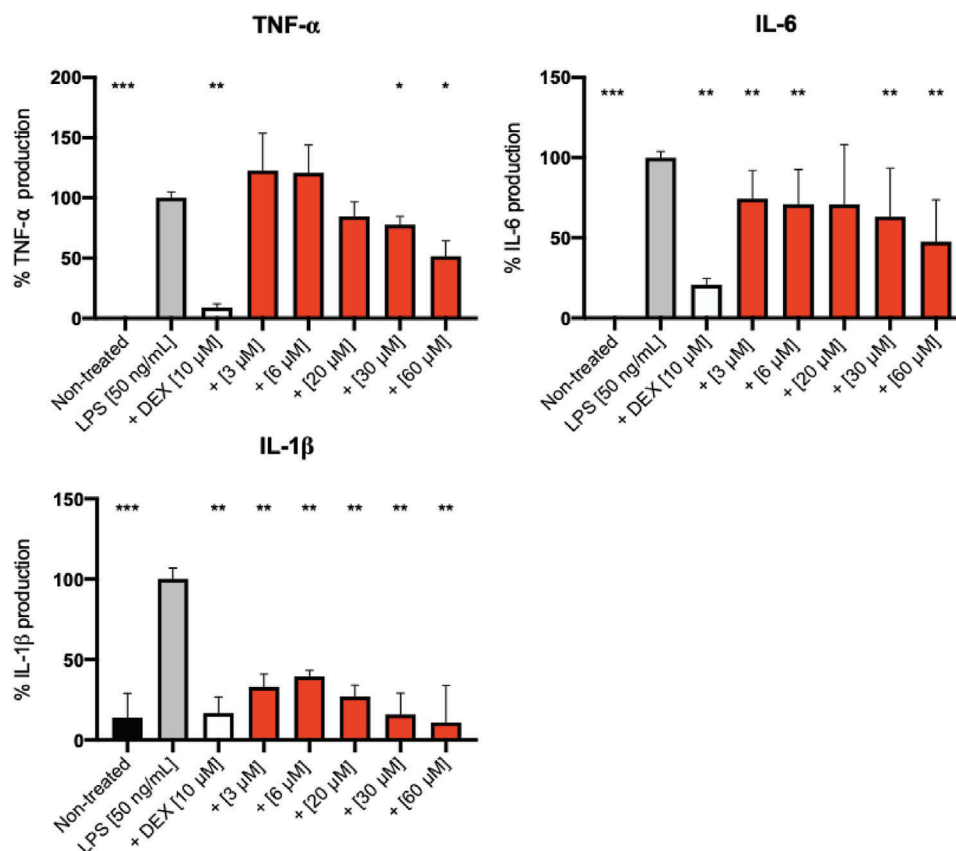 TNF-α
% TNF-α production
200
150
100
50
0
*** ** * *
Non-treated
LPS [50 ng/mL]
+ DEX [10 μM]
+ [3 μM]
+ [6 μM]
+ [20 μM]
+ [30 μM]
+ [60 μM]
IL-6
% IL-6 production
150
100
50
0
*** ** ** ** ** **
Non-treated
LPS [50 ng/mL]
+ DEX [10 μM]
+ [3 μM]
+ [6 μM]
+ [20 μM]
+ [30 μM]
+ [60 μM]
IL-1β
% IL-1β production
150
100
50
0
*** ** ** ** ** ** **
Non-treated
LPS [50 ng/mL]
+ DEX [10 μM]
+ [3 μM]
+ [6 μM]
+ [20 μM]
+ [30 μM]
+ [60 μM]